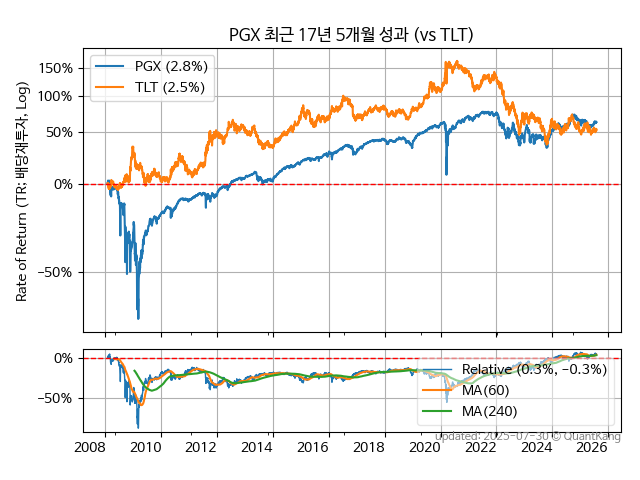 PGX 최근 17년 5개월 성과 (vs TLT)
Rate of Return (TR: 배당재투자, Log)
150%
100%
50%
0%
−50%
PGX (2.8%)
TLT (2.5%)
0%
−50%
Relative (0.3%, −0.3%)
MA(60)
MA(240)
2008 2010 2012 2014 2016 2018 2020 2022 2024 2026
Updated: 2025-07-30 © QuantKang